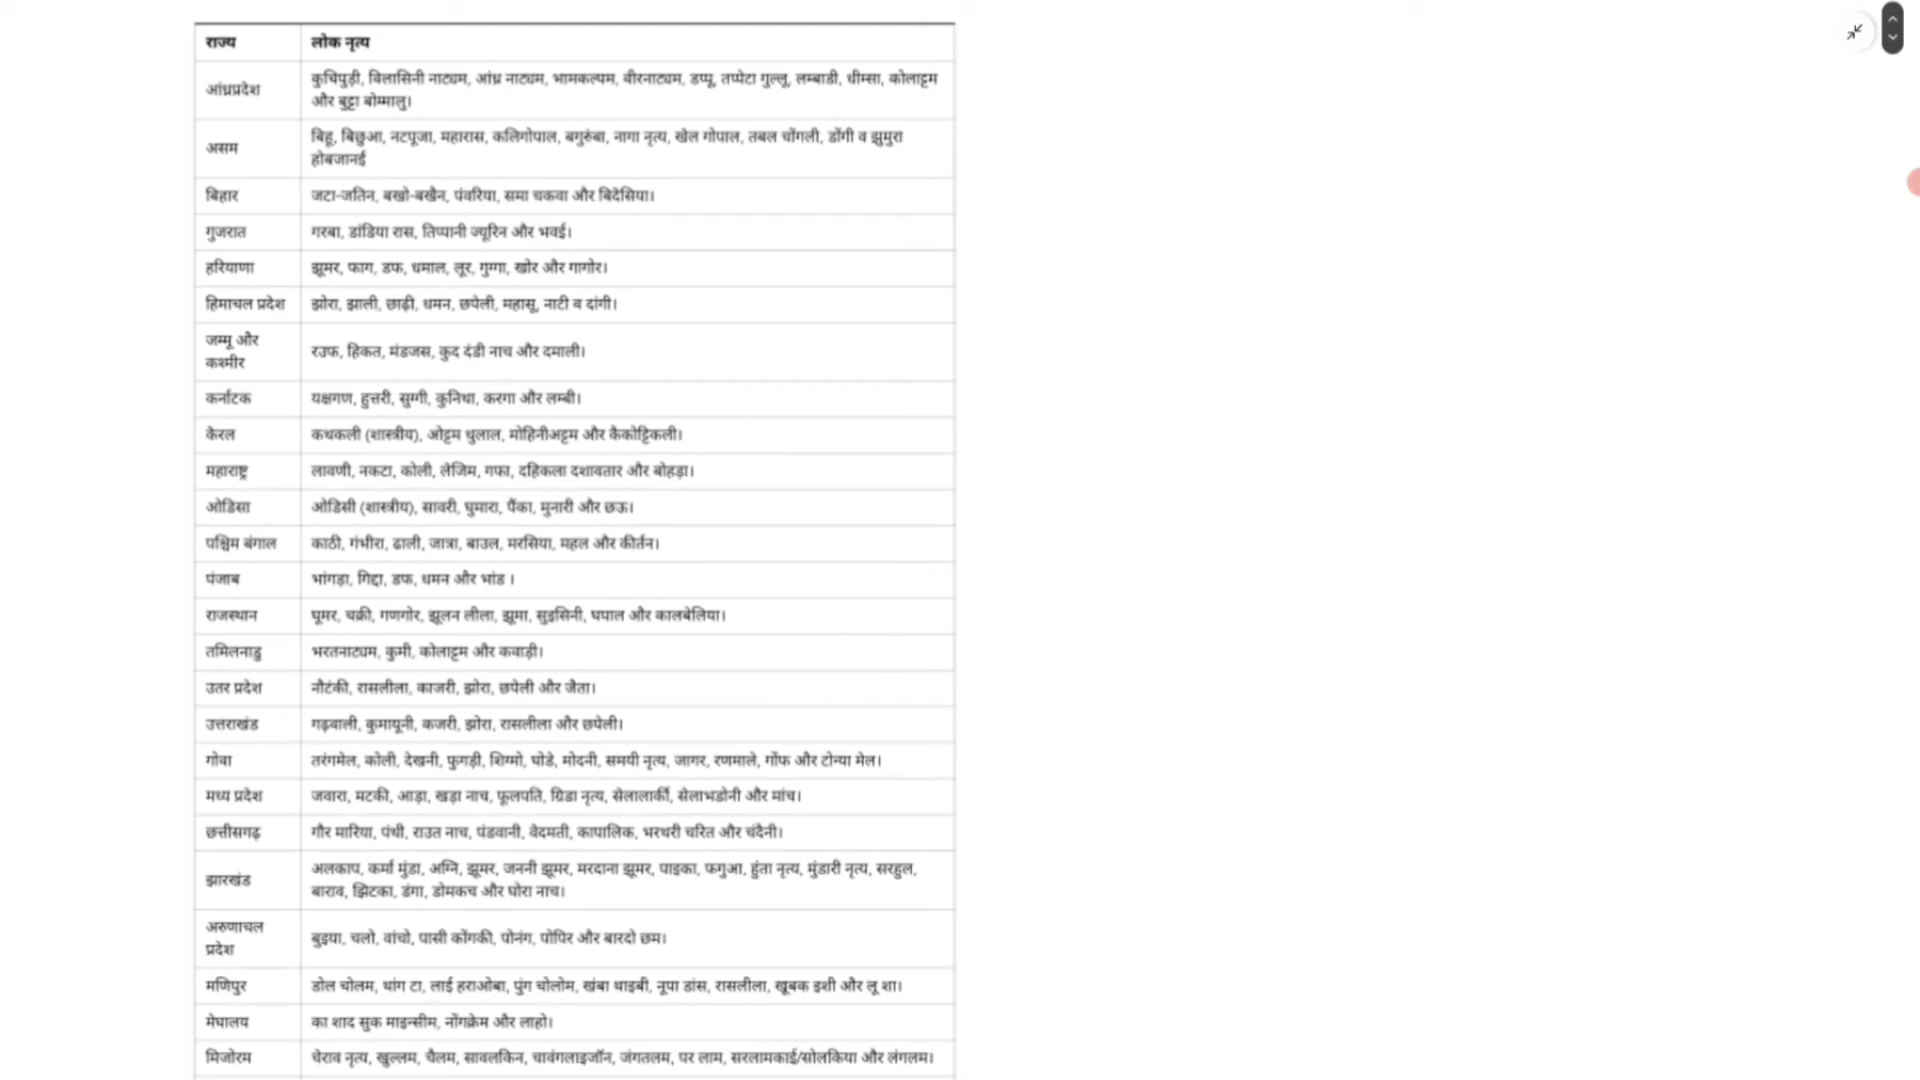 राज्य लोक नृत्य
आंध्रप्रदेश कुचिपुड़ी, विलासिनी नाट्यम, आंध्र नाट्यम, भामकल्पम, वीरनाट्यम, डप्पू, तप्पेटा गुल्लू, लम्बाडी, धीम्सा, कोलाट्टम
और बुट्टा बोम्मालु।
असम बिहू, बिछुआ, नटपूजा, महारास, कलिगोपाल, बगुरुंबा, नागा नृत्य, खेल गोपाल, तबल चोंगली, डोंगी व झुमुरा
होबजानई
बिहार जटा-जतिन, बखो-बखैन, पंवरिया, समा चकवा और बिदेसिया।
गुजरात गरबा, डांडिया रास, तिप्पानी ज्यूरिन और भवई।
हरियाणा झूमर, फाग, डफ, धमाल, लूर, गुग्गा, खोर और गागोर।
हिमाचल प्रदेश झोरा, झाली, छाढ़ी, धमन, छपेली, महासू, नाटी व दांगी।
जम्मू और
कश्मीर
रउफ, हिकत, मंडजस, कुद दंडी नाच और दमाली।
कर्नाटक यक्षगण, हुत्तरी, सुग्गी, कुनिथा, करगा और लम्बी।
केरल कथकली (शास्त्रीय), ओट्टम थुलाल, मोहिनीअट्टम और कैकोट्टिकली।
महाराष्ट्र लावणी, नकटा, कोली, लेजिम, गफा, दहिकला दशावतार और बोहड़ा।
ओडिसा ओडिसी (शास्त्रीय), सावरी, घुमारा, पैंका, मुनारी और छऊ।
पश्चिम बंगाल काठी, गंभीरा, ढाली, जात्रा, बाउल, मरसिया, महल और कीर्तन।
पंजाब भांगड़ा, गिद्दा, डफ, धमन और भांड ।
राजस्थान घूमर, चक्री, गणगोर, झूलन लीला, झूमा, सुइसिनी, घपाल और कालबेलिया।
तमिलनाडु भरतनाट्यम, कुमी, कोलाट्टम और कवाड़ी।
उतर प्रदेश नौटंकी, रासलीला, काजरी, झोरा, छपेली और जैता।
उत्तराखंड गढ़वाली, कुमायूनी, कजरी, झोरा, रासलीला और छपेली।
गोवा तरंगमेल, कोली, देखनी, फुगड़ी, शिग्मो, घोडे, मोदनी, समयी नृत्य, जागर, रणमाले, गोंफ और टोन्या मेल।
मध्य प्रदेश जवारा, मटकी, आड़ा, खड़ा नाच, फूलपति, ग्रिडा नृत्य, सेलालार्की, सेलाभडोनी और मांच।
छत्तीसगढ़ गौर मारिया, पंथी, राउत नाच, पंडवानी, वेदमती, कापालिक, भरथरी चरित और चंदैनी।
झारखंड अलकाप, कर्मा मुंडा, अग्नि, झूमर, जननी झूमर, मरदाना झूमर, पाइका, फगुआ, हुंता नृत्य, मुंडारी नृत्य, सरहुल,
बाराव, झिटका, डंगा, डोमकच और घोरा नाच।
अरुणाचल
प्रदेश
बुइया, चलो, वांचो, पासी कोंगकी, पोनंग, पोपिर और बारदो छम।
मणिपुर डोल चोलम, थांग टा, लाई हराओबा, पुंग चोलोम, खंबा थाइबी, नूपा डांस, रासलीला, खूबक इशी और लू शा।
मेघालय का शाद सुक माइन्सीम, नोंगक्रेम और लाहो।
मिजोरम चेराव नृत्य, खुल्लम, चैलम, सावलकिन, चावंगलाइजॉन, जंगतलम, पर लाम, सरलामकाई/सोलकिया और लंगलम।